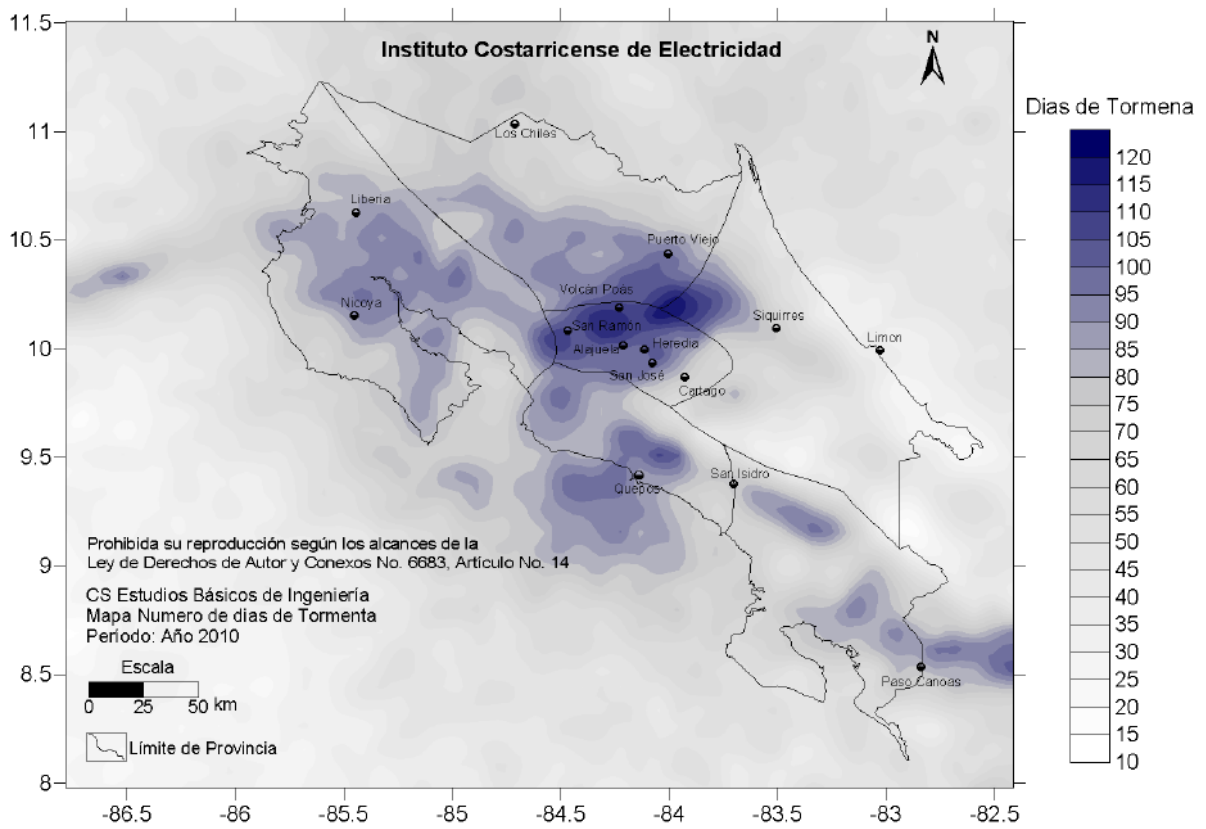 Instituto Costarricense de Electricidad
N
Dias de Tormena
11.5
11
10.5
10
9.5
9
8.5
8
-86.5
-86
-85.5
-85
-84.5
-84
-83.5
-83
-82.5
120
115
110
105
100
95
90
85
80
75
70
65
60
55
50
45
40
35
30
25
20
15
10
Los Chiles
Liberia
Puerto Viejo
Volcán Poás
Nicoya
San Ramón
Siquirres
Alajuela
Heredia
Limon
San José
Cartago
San Isidro
Quepos
Paso Canoas
Prohibida su reproducción según los alcances de la
Ley de Derechos de Autor y Conexos No. 6683, Artículo No. 14
CS Estudios Básicos de Ingeniería
Mapa Numero de dias de Tormenta
Periodo: Año 2010
Escala
0 25 50 km
Límite de Provincia